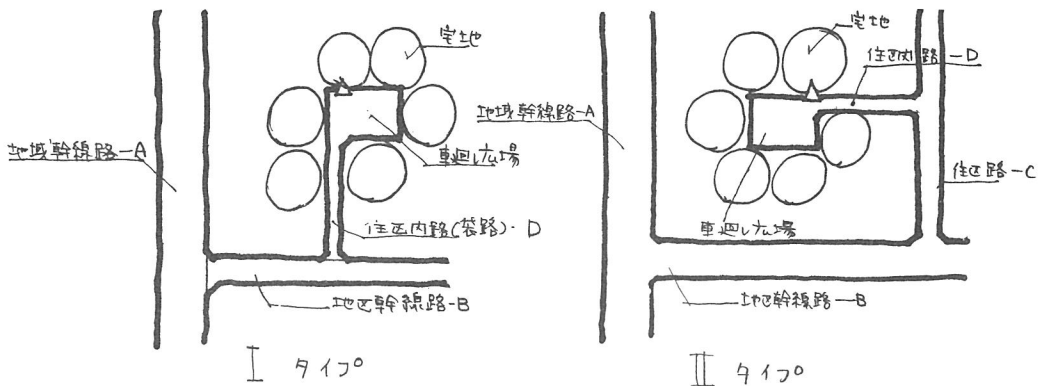 宅地
地域幹線路-A
車廻し広場
住区内路(袋路)・D
地区幹線路-B
I タイプ
宅地
住区内路-D
地域幹線路-A
住区路-C
車廻し広場
地区幹線路-B
II タイプ